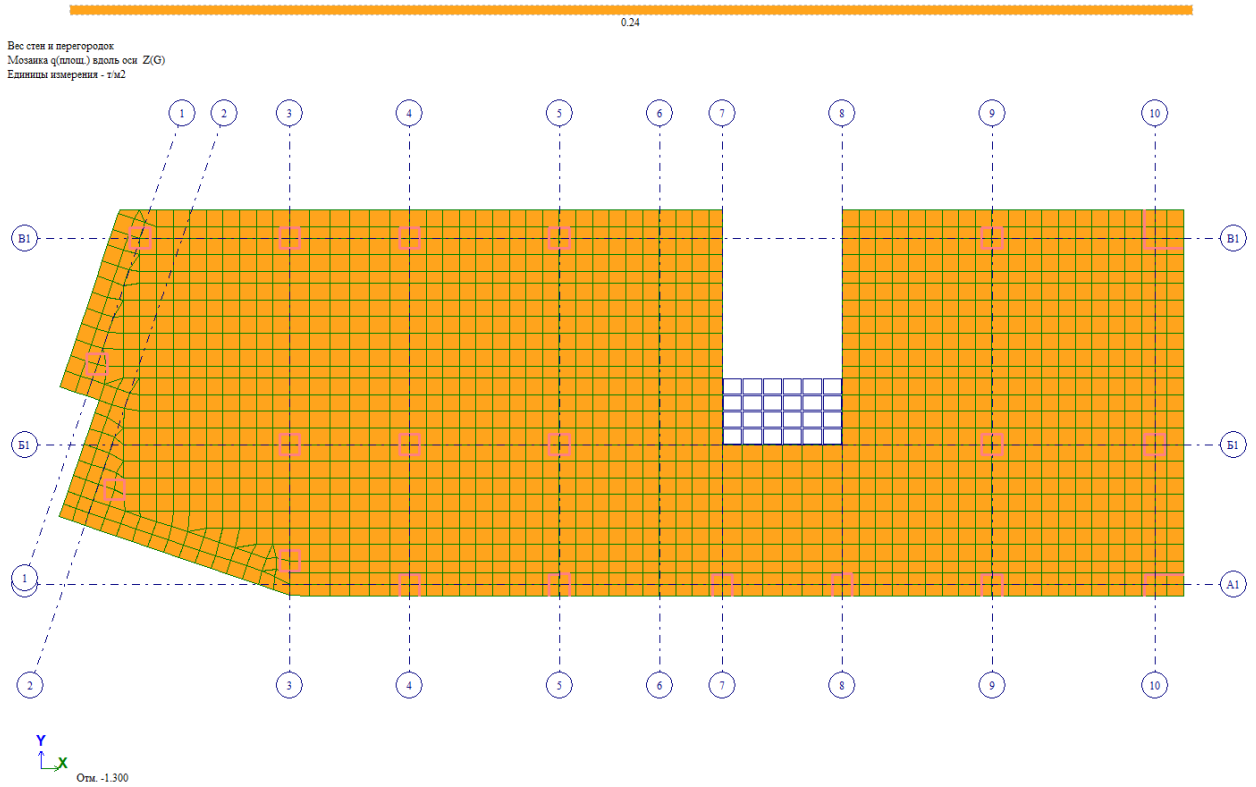 0.24
Вес стен и перегородок
Мозаика q(площ.) вдоль оси Z(G)
Единицы измерения - т/м2
1 2 3 4 5 6 7 8 9 10
В1 В1
Б1 Б1
1 А1
2 3 4 5 6 7 8 9 10
Y
X
Отм. -1.300